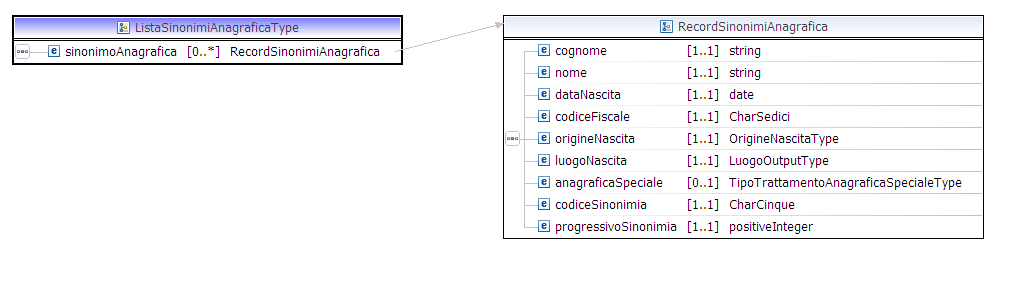 ListaSinonimiAnagraficaType
sinonimoAnagrafica [0..*] RecordSinonimiAnagrafica
RecordSinonimiAnagrafica
cognome [1..1] string
nome [1..1] string
dataNascita [1..1] date
codiceFiscale [1..1] CharSedici
origineNascita [1..1] OrigineNascitaType
luogoNascita [1..1] LuogoOutputType
anagraficaSpeciale [0..1] TipoTrattamentoAnagraficaSpecialeType
codiceSinonimia [1..1] CharCinque
progressivoSinonimia [1..1] positiveInteger